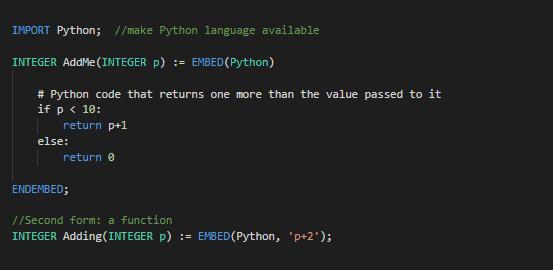 IMPORT Python;  //make Python language available
INTEGER AddMe(INTEGER p) := EMBED(Python)
# Python code that returns one more than the value passed to it
if p < 10:
return p+1
else:
return 0
ENDEMBED;
//Second form: a function
INTEGER Adding(INTEGER p) := EMBED(Python, 'p+2');